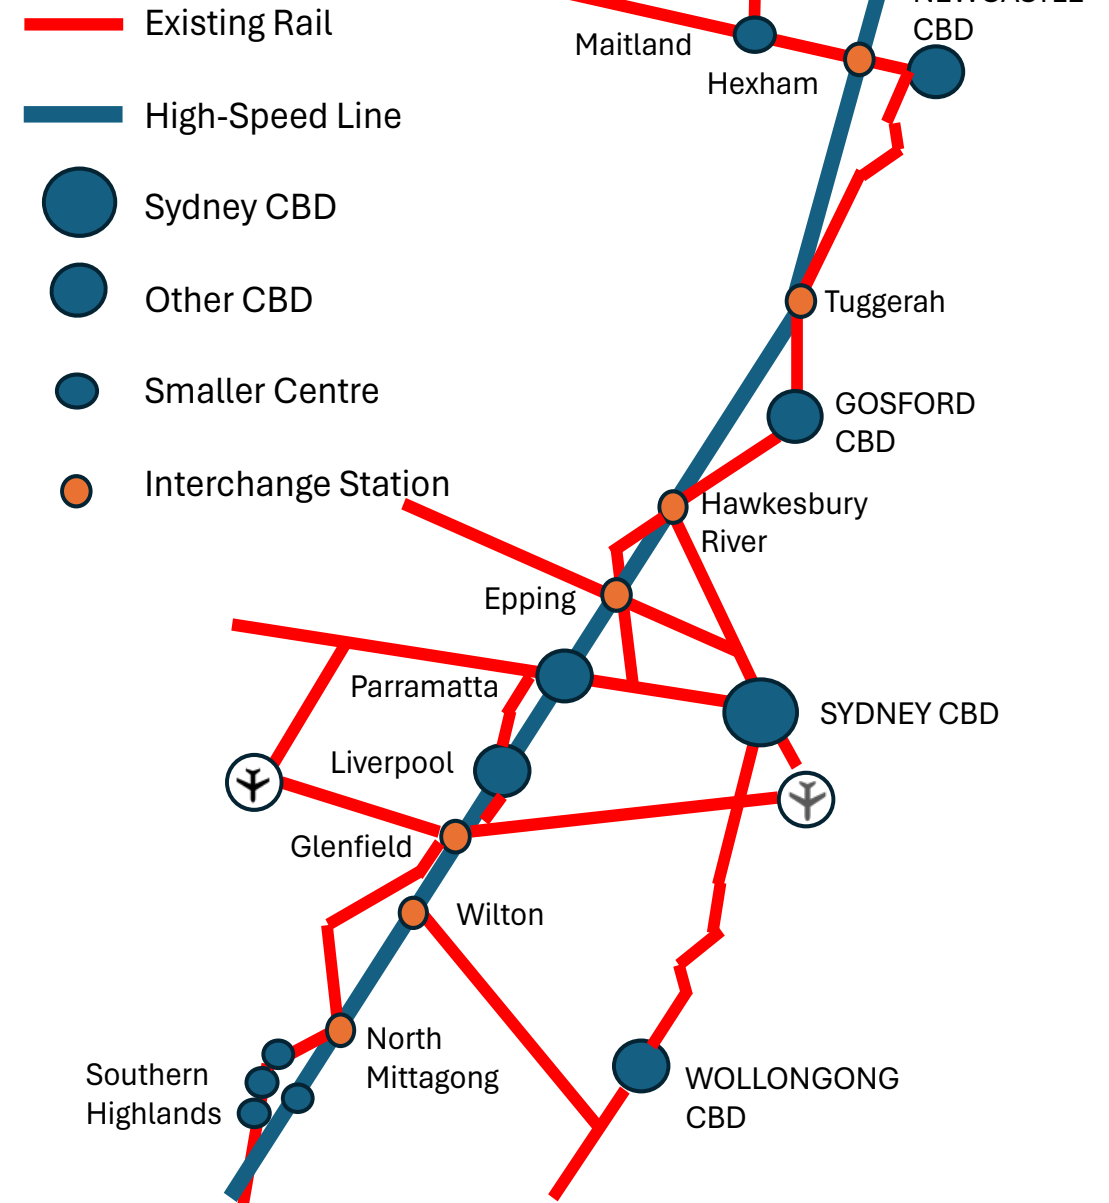 Existing Rail
CBD
Maitland
Hexham
High-Speed Line
Sydney CBD
Other CBD
Tuggerah
Smaller Centre
GOSFORD
CBD
Interchange Station
Hawkesbury
River
Epping
Parramatta
SYDNEY CBD
Liverpool
Glenfield
Wilton
North
Mittagong
Southern
Highlands
WOLLONGONG
CBD